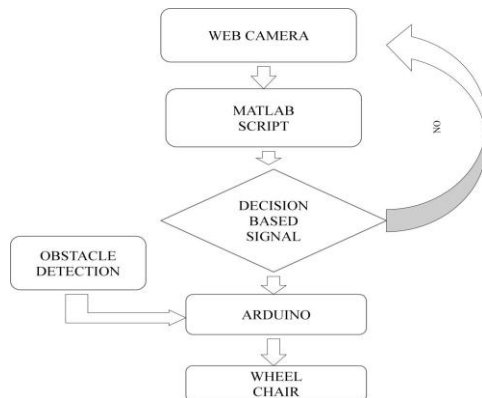 WEB CAMERA
MATLAB
SCRIPT
NO
DECISION
BASED
SIGNAL
OBSTACLE
DETECTION
ARDUINO
WHEEL
CHAIR